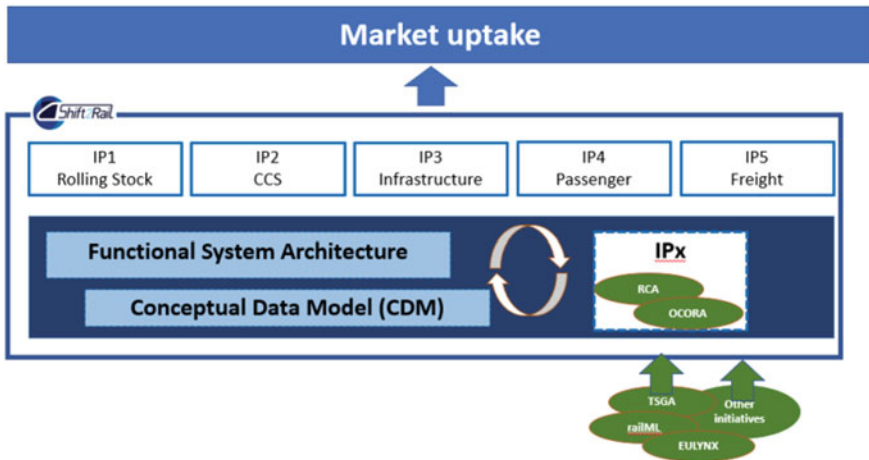 Market uptake
Shift2Rail
IP1
Rolling Stock
IP2
CCS
IP3
Infrastructure
IP4
Passenger
IP5
Freight
Functional System Architecture
Conceptual Data Model (CDM)
IPx
RCA
OCORA
TSGA
Other
initiatives
railML
EULYNX